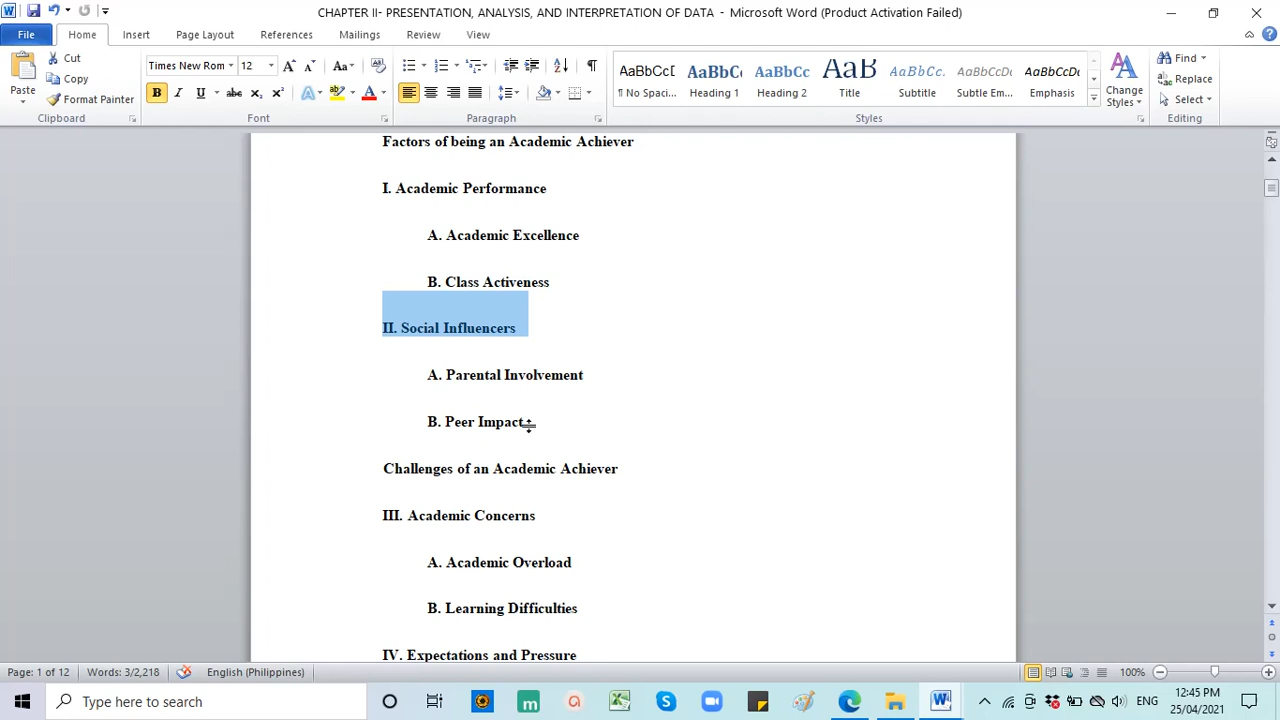 CHAPTER II- PRESENTATION, ANALYSIS, AND INTERPRETATION OF DATA - Microsoft Word (Product Activation Failed)
File Home Insert Page Layout References Mailings Review View
Paste
Cut
Copy
Format Painter
Clipboard
Times New Rom 12
Font
Paragraph
AaBbCcDc AaBbCc AaBbCc AaB AaBbCc. AaBbCcDc AaBbCcDc
¶ No Spaci... Heading 1 Heading 2 Title Subtitle Subtle Em... Emphasis
Change
Styles
Styles
Find
Replace
Select
Editing
Factors of being an Academic Achiever
I. Academic Performance
A. Academic Excellence
B. Class Activeness
II. Social Influencers
A. Parental Involvement
B. Peer Impact
Challenges of an Academic Achiever
III. Academic Concerns
A. Academic Overload
B. Learning Difficulties
IV. Expectations and Pressure
Page: 1 of 12 Words: 3/2,218 English (Philippines) 100%
Type here to search
ENG
12:45 PM
25/04/2021